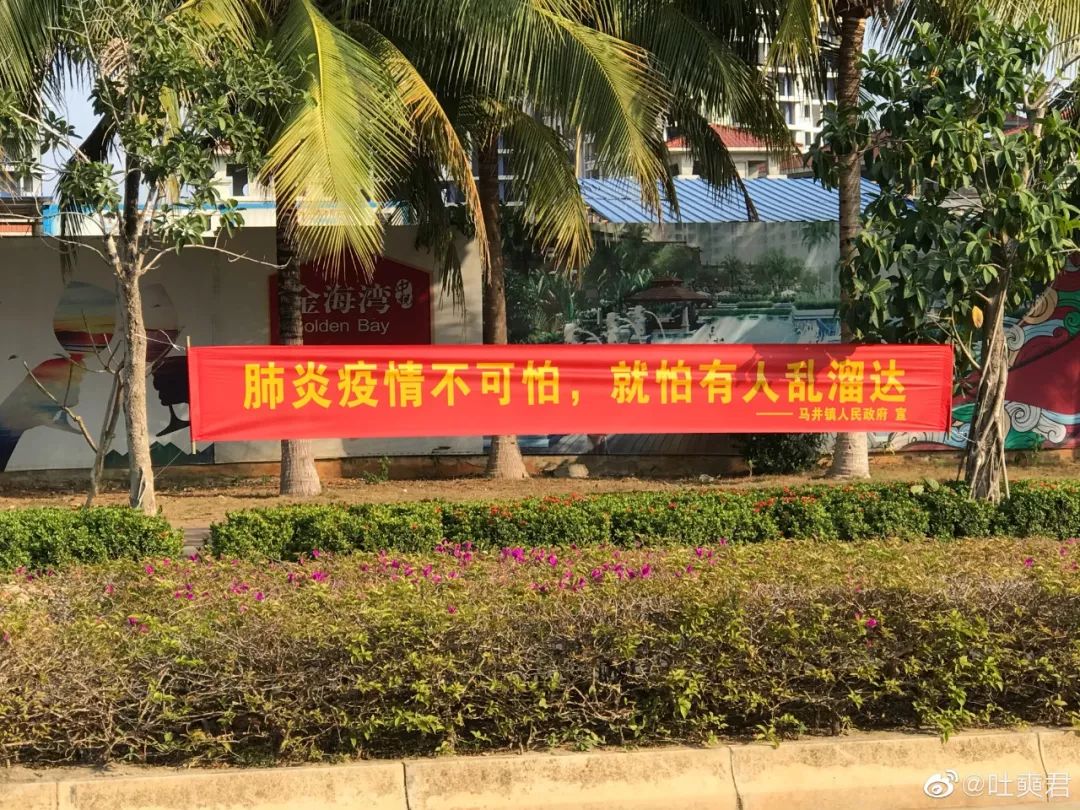 金海湾
Golden Bay
肺炎疫情不可怕，就怕有人乱溜达
——马井镇人民政府 宣
@吐爽君